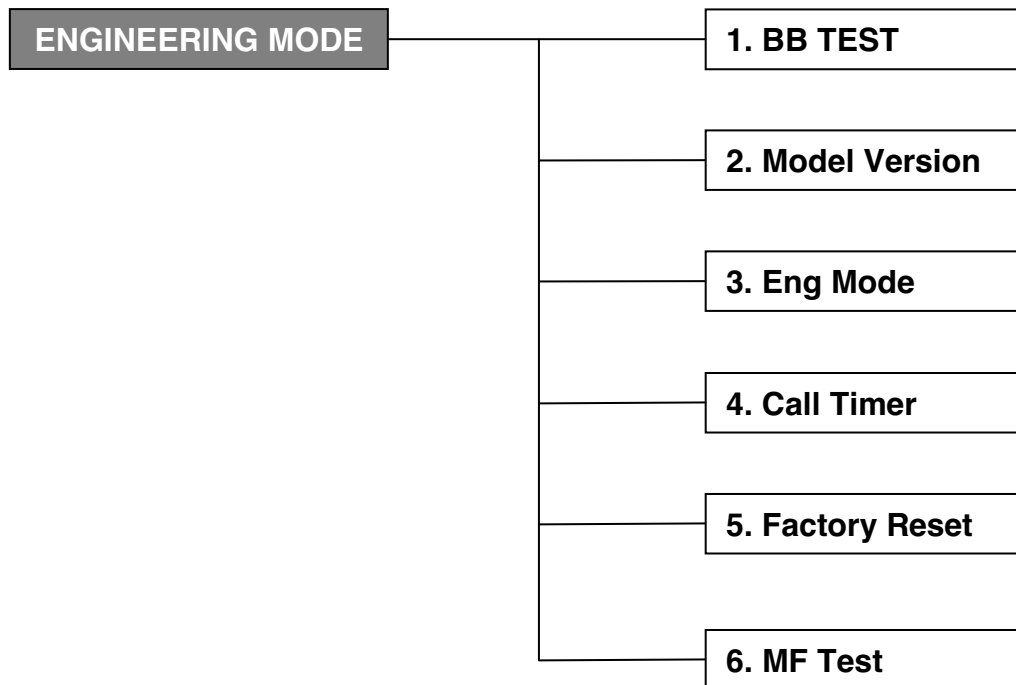 ENGINEERING MODE
1. BB TEST
2. Model Version
3. Eng Mode
4. Call Timer
5. Factory Reset
6. MF Test